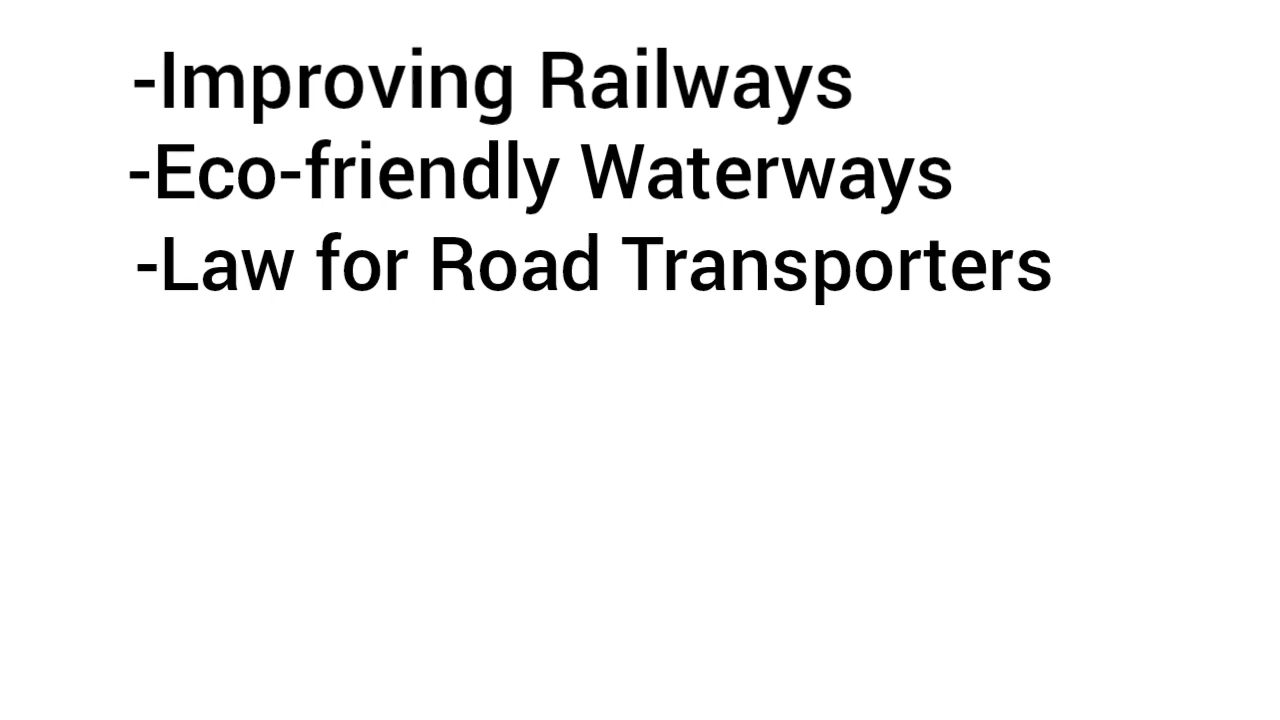 -Improving Railways
-Eco-friendly Waterways
-Law for Road Transporters